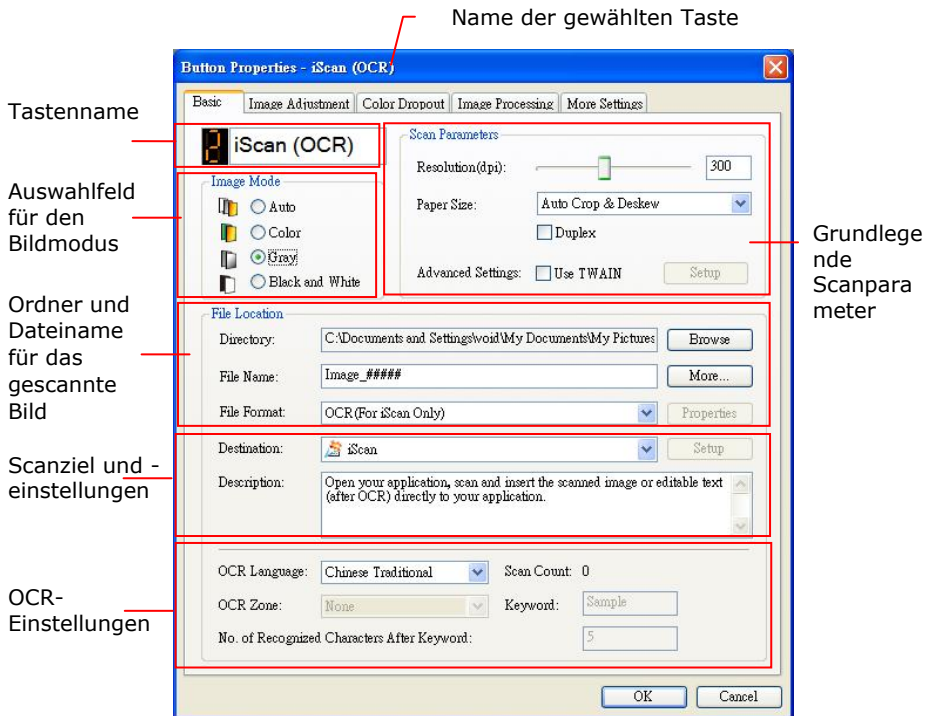 Name der gewählten Taste
Button Properties - iScan (OCR)
Basic Image Adjustment Color Dropout Image Processing More Settings
Tastenname
2 iScan (OCR)
Auswahlfeld
für den
Bildmodus
Image Mode
Auto
Color
Gray
Black and White
Scan Parameters
Resolution(dpi): 300
Paper Size: Auto Crop & Deskew
Duplex
Advanced Settings: Use TWAIN Setup
Grundlege
nde
Scanpara
meter
Ordner und
Dateiname
für das
gescannte
Bild
File Location
Directory: C:\Documents and Settings\void\My Documents\My Pictures Browse
File Name: Image_##### More...
File Format: OCR(For iScan Only) Properties
Scanziel und -
einstellungen
Destination: iScan Setup
Description: Open your application, scan and insert the scanned image or editable text
(after OCR) directly to your application.
OCR-
Einstellungen
OCR Language: Chinese Traditional Scan Count: 0
OCR Zone: None Keyword: Sample
No. of Recognized Characters After Keyword: 5
OK Cancel